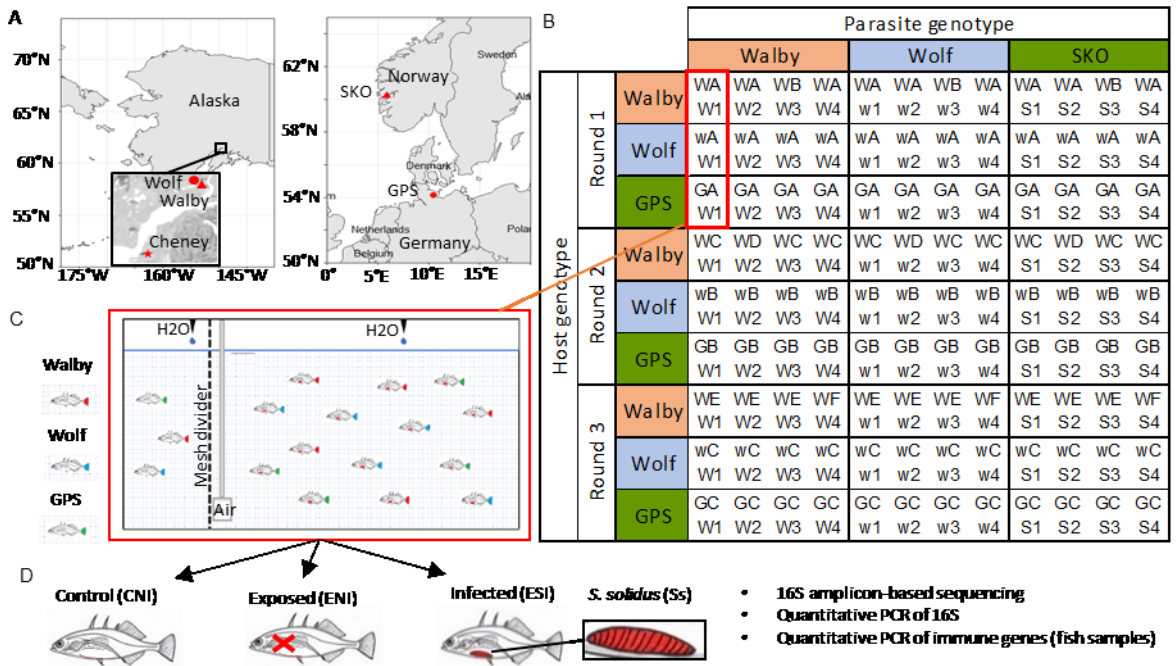 A
70°N
65°N
60°N
55°N
50°N
175°W 160°W 145°W
Alaska
Wolf
Walby
Cheney
62°N
60°N
58°N
56°N
54°N
50°N
5°E 10°E 15°E
Sweden
Norway
SKO
Denmark
GPS
Netherlands
Belgium
Germany
B
Parasite genotype
Walby Wolf SKO
Host genotype
Round 1
Walby
WA WA WB WA WA WA WB WA WA WA WB WA
W1 W2 W3 W4 w1 w2 w3 w4 S1 S2 S3 S4
Wolf
wA wA wA wA wA wA wA wA wA wA wA wA
W1 W2 W3 W4 w1 w2 w3 w4 S1 S2 S3 S4
GPS
GA GA GA GA GA GA GA GA GA GA GA GA
W1 W2 W3 W4 w1 w2 w3 w4 S1 S2 S3 S4
Round 2
Walby
WC WD WC WC WC WD WC WC WC WD WC WC
W1 W2 W3 W4 w1 w2 w3 w4 S1 S2 S3 S4
Wolf
wB wB wB wB wB wB wB wB wB wB wB wB
W1 W2 W3 W4 w1 w2 w3 w4 S1 S2 S3 S4
GPS
GB GB GB GB GB GB GB GB GB GB GB GB
W1 W2 W3 W4 w1 w2 w3 w4 S1 S2 S3 S4
Round 3
Walby
WE WE WE WF WE WE WE WF WE WE WE WF
W1 W2 W3 W4 w1 w2 w3 w4 S1 S2 S3 S4
Wolf
wC wC wC wC wC wC wC wC wC wC wC wC
W1 W2 W3 W4 w1 w2 w3 w4 S1 S2 S3 S4
GPS
GC GC GC GC GC GC GC GC GC GC GC GC
W1 W2 W3 W4 w1 w2 w3 w4 S1 S2 S3 S4
C
Walby
Wolf
GPS
H2O H2O
Mesh divider
Air
D
Control (CNI)
Exposed (ENI)
Infected (ESI)
S. solidus (Ss)
• 16S amplicon-based sequencing
• Quantitative PCR of 16S
• Quantitative PCR of immune genes (fish samples)